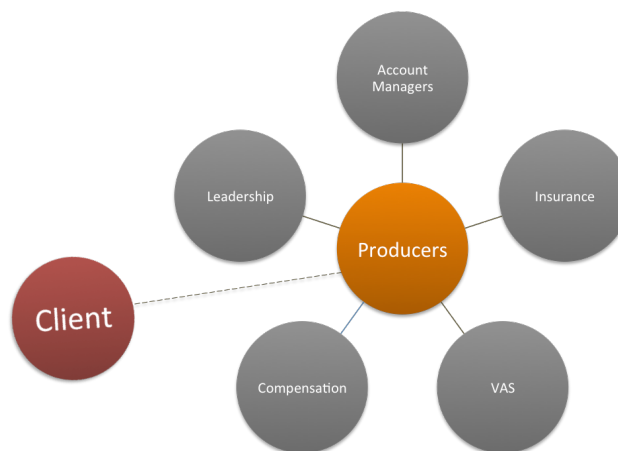 Account
Managers
Leadership
Insurance
Producers
Client
Compensation
VAS